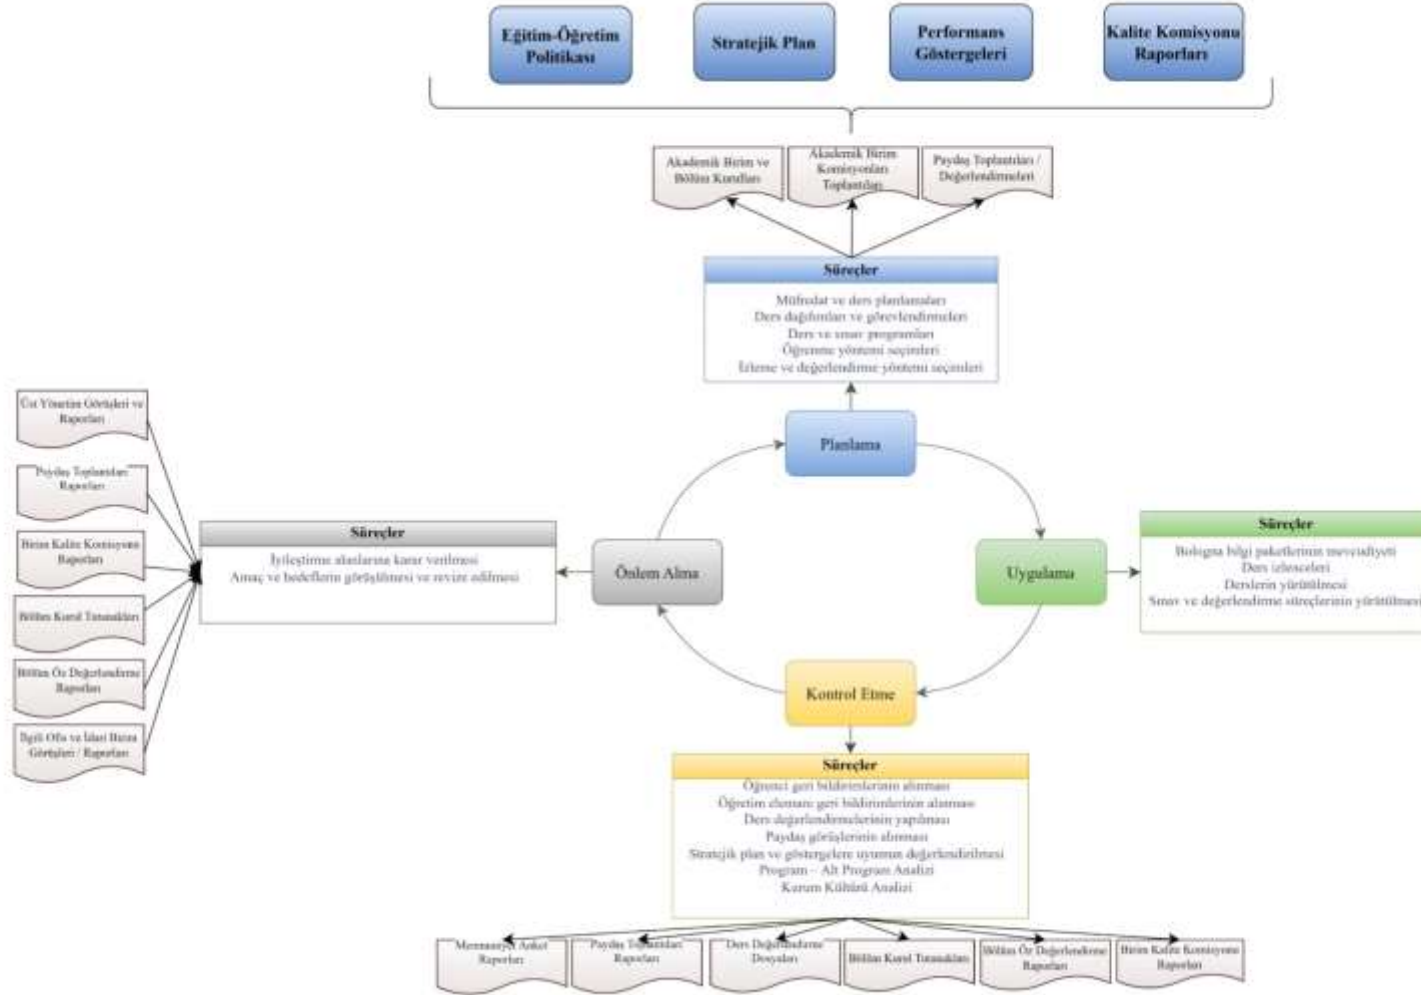 Eğitim-Öğretim
Politikası
Stratejik Plan
Performans
Göstergeleri
Kalite Komisyonu
Raporları
Akademik Birim ve
Bölüm Kurulları
Akademik Birim
Komisyonları
Toplantıları
Paydaş Toplantıları /
Değerlendirmeleri
Süreçler
Müfredat ve ders planlamaları
Ders dağılımları ve görevlendirmeleri
Ders ve sınav programları
Öğrenme yöntemi seçimleri
İzleme ve değerlendirme yöntemi seçimleri
Planlama
Üst Yönetim Görüşleri ve
Raporları
Paydaş Toplantıları
Raporları
Birim Kalite Komisyonu
Raporları
Bölüm Kurul Tutanakları
Bölüm Öz Değerlendirme
Raporları
İlgili Ofis ve İdari Birim
Görüşleri / Raporları
Süreçler
İyileştirme alanlarına karar verilmesi
Amaç ve hedeflerin görüşülmesi ve revize edilmesi
Önlem Alma
Uygulama
Süreçler
Bologna bilgi paketlerinin mevcudiyeti
Ders izlenceleri
Derslerin yürütülmesi
Sınav ve değerlendirme süreçlerinin yürütülmesi
Kontrol Etme
Süreçler
Öğrenci geri bildirimlerinin alınması
Öğretim elemanı geri bildirimlerinin alınması
Ders değerlendirmelerinin yapılması
Paydaş görüşlerinin alınması
Stratejik plan ve göstergelere uyumun değerlendirilmesi
Program – Alt Program Analizi
Kurum Kültürü Analizi
Memnuniyet Anket
Raporları
Paydaş Toplantıları
Raporları
Ders Değerlendirme
Dosyaları
Bölüm Kurul Tutanakları
Bölüm Öz Değerlendirme
Raporları
Birim Kalite Komisyonu
Raporları